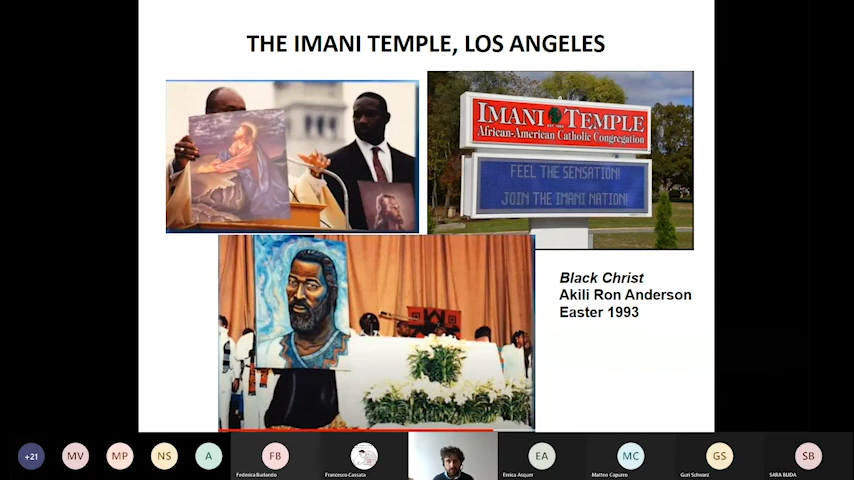 THE IMANI TEMPLE, LOS ANGELES
IMANI TEMPLE
African-American Catholic Congregation
FEEL THE SENSATION!
JOIN THE IMANI NATION!
Black Christ
Akili Ron Anderson
Easter 1993
+21
MV
MP
NS
A
FB
EA
MC
GS
SB
Federica Burlando
Francesco Cassata
Enrica Asquer
Matteo Capurro
Guri Schwarz
SARA BUDA